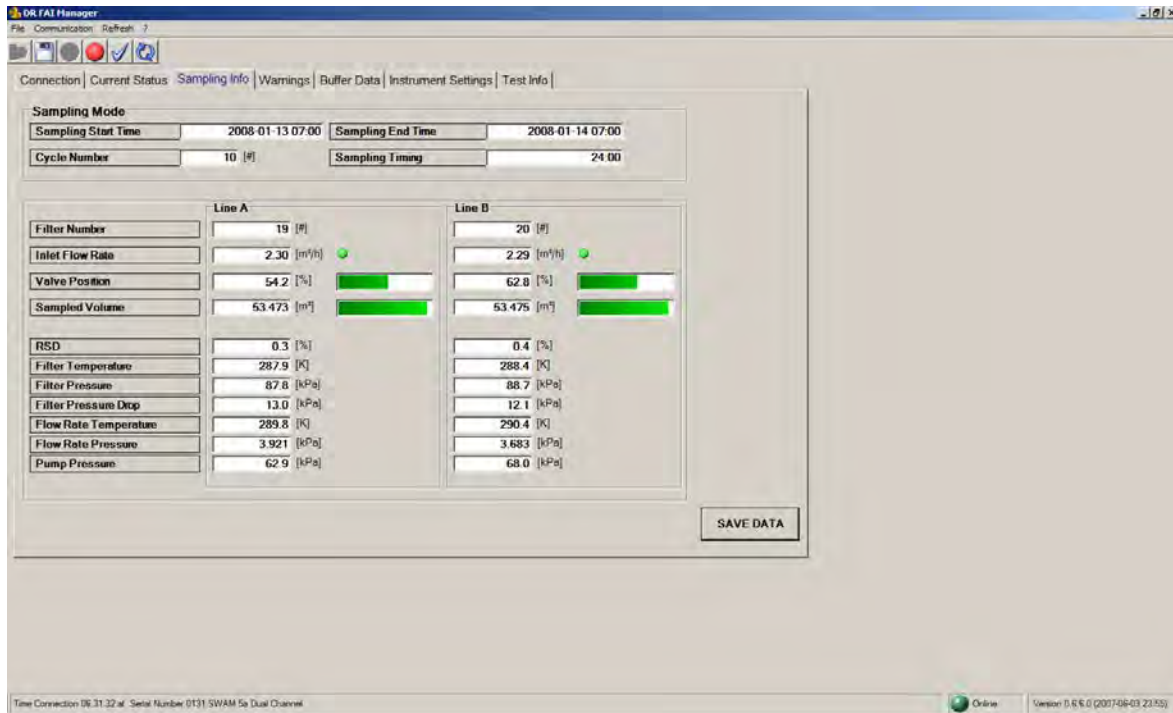 DR FAI Manager
File Communication Refresh ?
Connection Current Status Sampling Info Warnings Buffer Data Instrument Settings Test Info
Sampling Mode
Sampling Start Time 2008-01-13 07:00 Sampling End Time 2008-01-14 07:00
Cycle Number 10 [#] Sampling Timing 24:00
Line A Line B
Filter Number 19 [#] 20 [#]
Inlet Flow Rate 2.30 [m³/h] 2.29 [m³/h]
Valve Position 54.2 [%] 62.8 [%]
Sampled Volume 53.473 [m³] 53.475 [m³]
RSD 0.3 [%] 0.4 [%]
Filter Temperature 287.9 [K] 288.4 [K]
Filter Pressure 87.8 [kPa] 88.7 [kPa]
Filter Pressure Drop 13.0 [kPa] 12.1 [kPa]
Flow Rate Temperature 289.8 [K] 290.4 [K]
Flow Rate Pressure 3.921 [kPa] 3.683 [kPa]
Pump Pressure 62.9 [kPa] 68.0 [kPa]
SAVE DATA
Time Connection 06.31.32 at Serial Number 0131 SWAM 5a Dual Channel Online Version 0.6.6.0 (2007-08-03 23:55)